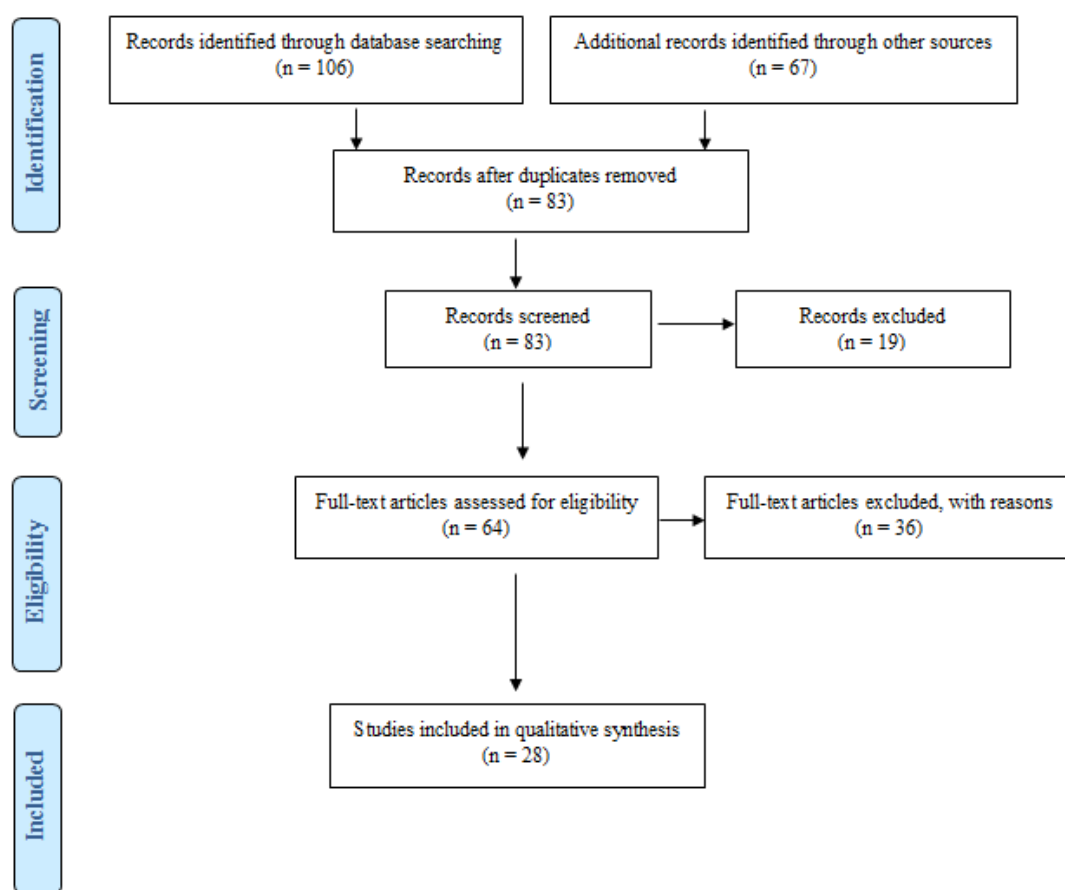 Identification
Records identified through database searching
(n = 106)
Additional records identified through other sources
(n = 67)
Records after duplicates removed
(n = 83)
Screening
Records screened
(n = 83)
Records excluded
(n = 19)
Eligibility
Full-text articles assessed for eligibility
(n = 64)
Full-text articles excluded, with reasons
(n = 36)
Included
Studies included in qualitative synthesis
(n = 28)